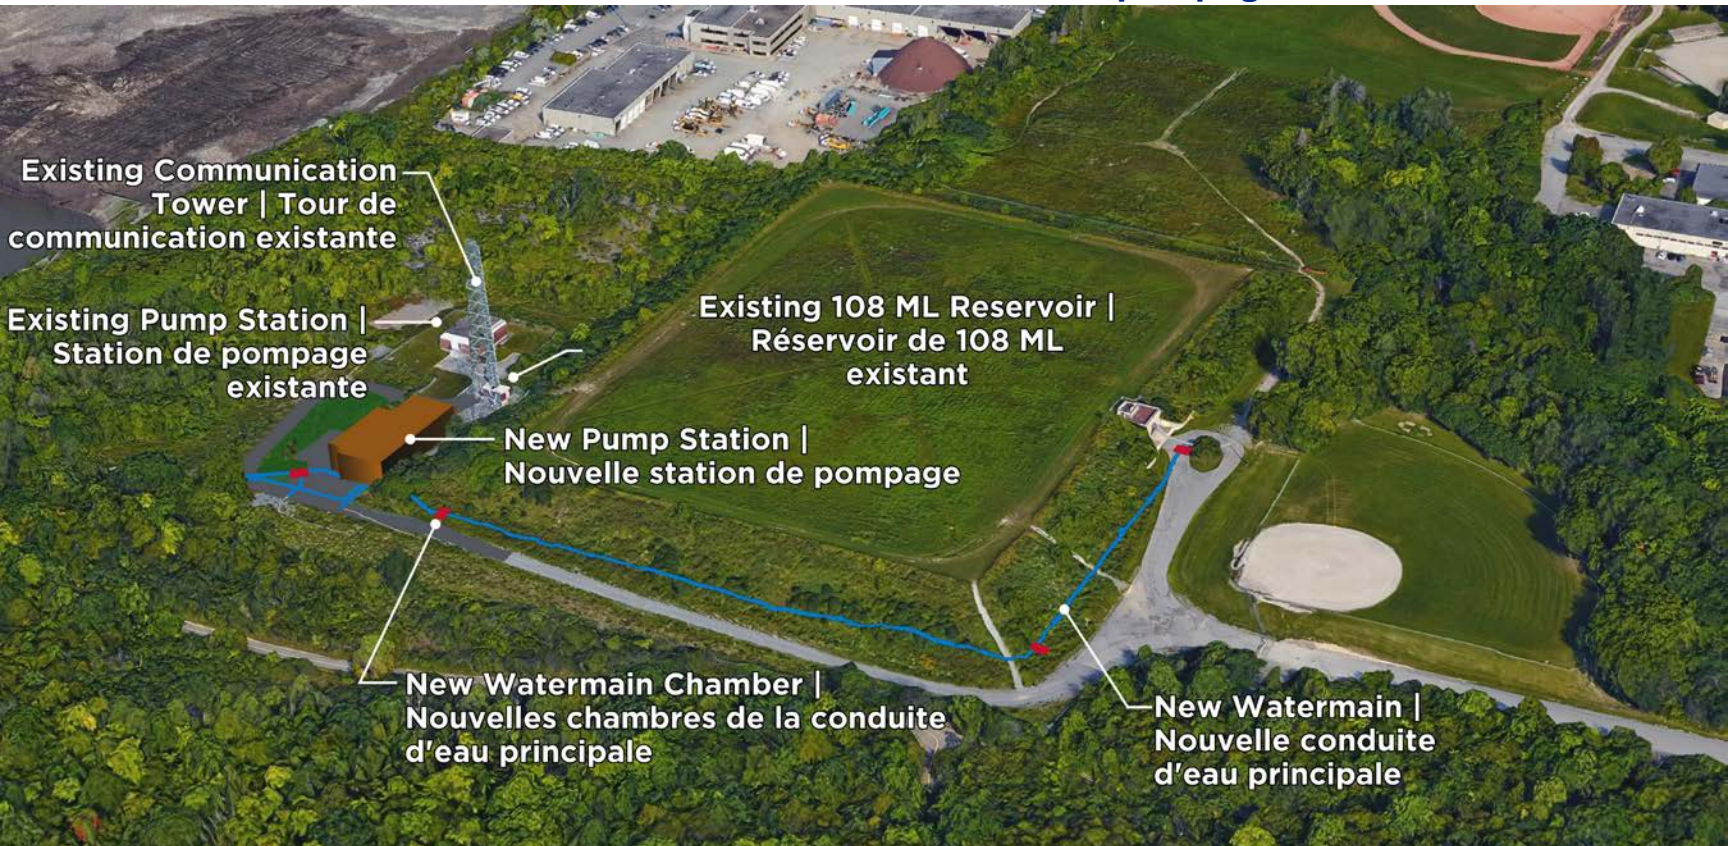 Existing Communication
Tower | Tour de
communication existante
Existing Pump Station |
Station de pompage
existante
Existing 108 ML Reservoir |
Réservoir de 108 ML
existant
New Pump Station |
Nouvelle station de pompage
New Watermain Chamber |
Nouvelles chambres de la conduite
d'eau principale
New Watermain |
Nouvelle conduite
d'eau principale